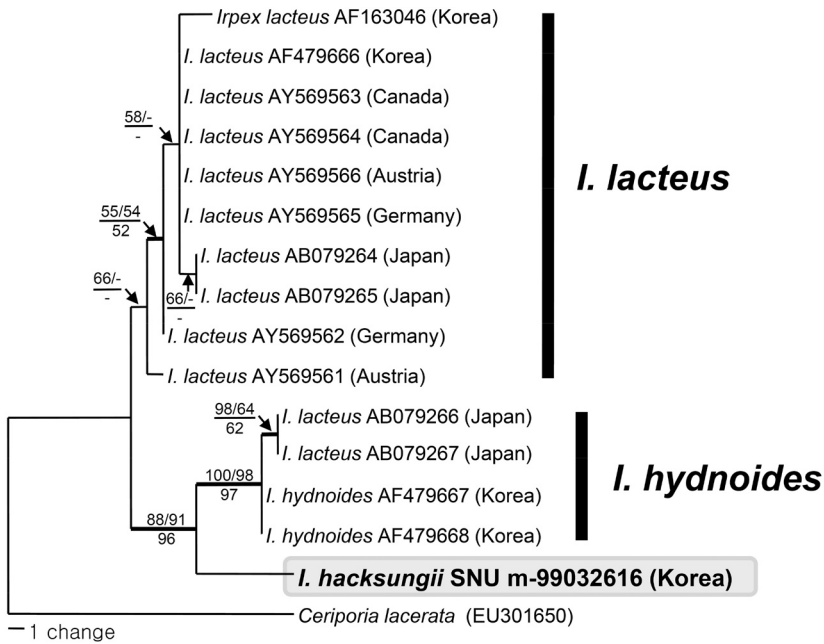 Irpex lacteus AF163046 (Korea)
I. lacteus AF479666 (Korea)
I. lacteus AY569563 (Canada)
58/-
-
I. lacteus AY569564 (Canada)
I. lacteus AY569566 (Austria)
I. lacteus
55/54
52
I. lacteus AY569565 (Germany)
I. lacteus AB079264 (Japan)
66/-
-
66/-
-
I. lacteus AB079265 (Japan)
I. lacteus AY569562 (Germany)
I. lacteus AY569561 (Austria)
98/64
62
I. lacteus AB079266 (Japan)
I. lacteus AB079267 (Japan)
100/98
97
I. hydnoides
I. hydnoides AF479667 (Korea)
88/91
96
I. hydnoides AF479668 (Korea)
I. hacksungii SNU m-99032616 (Korea)
Ceriporia lacerata (EU301650)
1 change